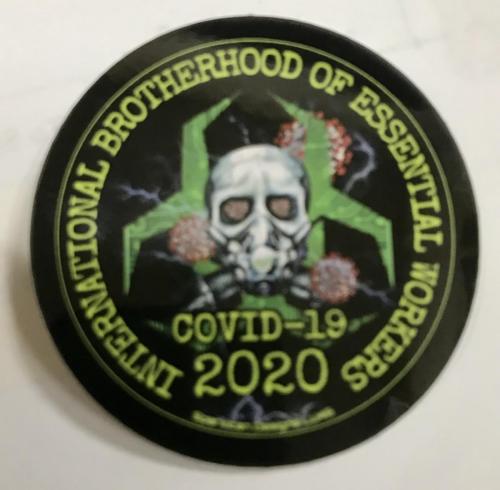 INTERNATIONAL BROTHERHOOD OF ESSENTIAL WORKERS
COVID-19
2020